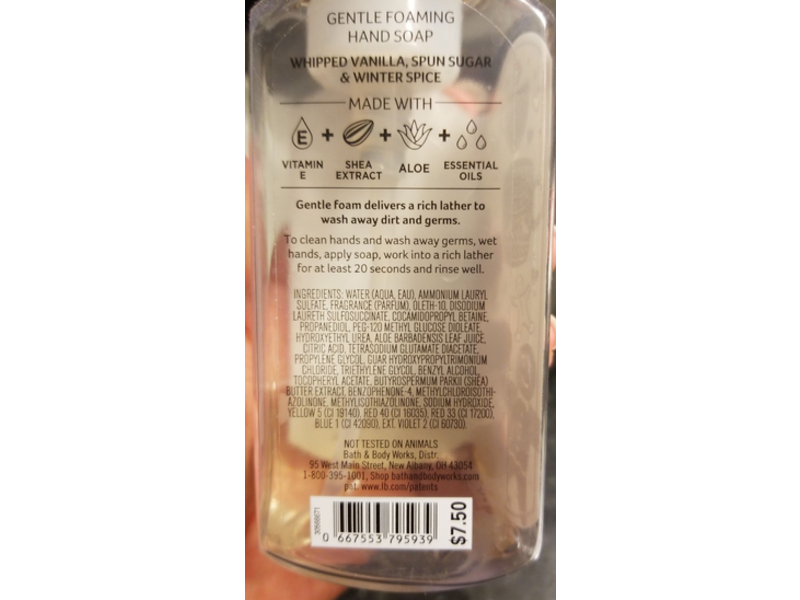 GENTLE FOAMING
HAND SOAP
WHIPPED VANILLA, SPUN SUGAR
& WINTER SPICE
MADE WITH
E + + +
VITAMIN E SHEA EXTRACT ALOE ESSENTIAL OILS
Gentle foam delivers a rich lather to
wash away dirt and germs.
To clean hands and wash away germs, wet
hands, apply soap, work into a rich lather
for at least 20 seconds and rinse well.
INGREDIENTS: WATER (AQUA, EAU), AMMONIUM LAURYL
SULFATE, FRAGRANCE (PARFUM), OLETH-10, DISODIUM
LAURETH SULFOSUCCINATE, COCAMIDOPROPYL BETAINE,
PROPANEDIOL, PEG-120 METHYL GLUCOSE DIOLEATE,
HYDROXYETHYL UREA, ALOE BARBADENSIS LEAF JUICE,
CITRIC ACID, TETRASODIUM GLUTAMATE DIACETATE,
PROPYLENE GLYCOL, GUAR HYDROXYPROPYLTRIMONIUM
CHLORIDE, TRIETHYLENE GLYCOL, BENZYL ALCOHOL,
TOCOPHERYL ACETATE, BUTYROSPERMUM PARKII (SHEA)
BUTTER EXTRACT, BENZOPHENONE-4, METHYLCHLOROISOTHI-
AZOLINONE, METHYLISOTHIAZOLINONE, SODIUM HYDROXIDE,
YELLOW 5 (CI 19140), RED 40 (CI 16035), RED 33 (CI 17200),
BLUE 1 (CI 42090), EXT. VIOLET 2 (CI 60730).
NOT TESTED ON ANIMALS
Bath & Body Works, Distr.
95 West Main Street, New Albany, OH 43054
1-800-395-1001, Shop bathandbodyworks.com
pat. www.lb.com/patents
0 667553 795939
$7.50